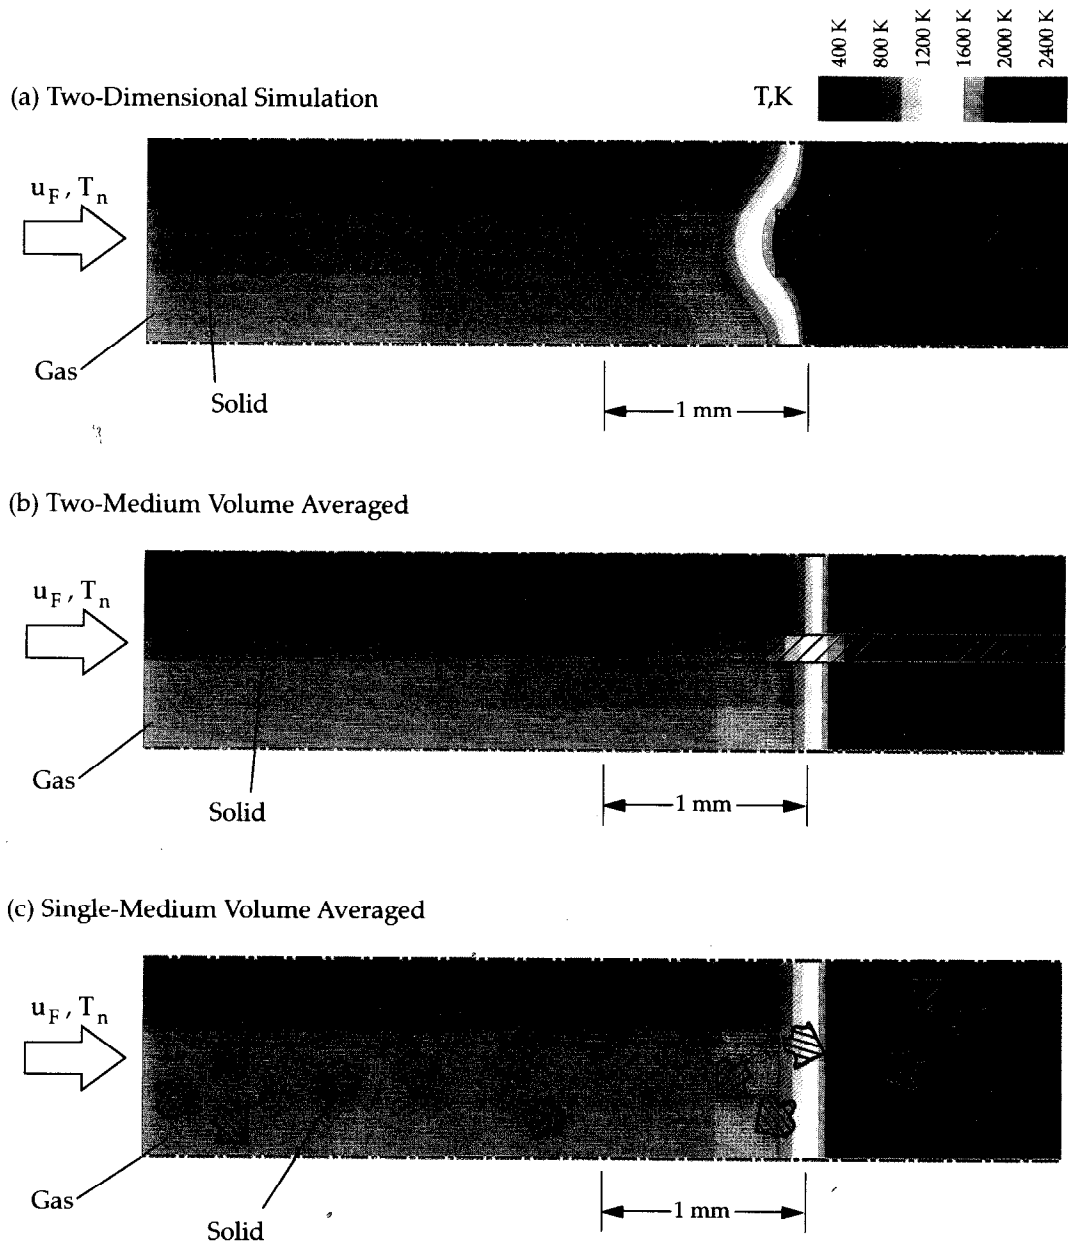 400 K
800 K
1200 K
1600 K
2000 K
2400 K
(a) Two-Dimensional Simulation
T,K
u_F, T_n
Gas
Solid
1 mm
(b) Two-Medium Volume Averaged
u_F, T_n
Gas
Solid
1 mm
(c) Single-Medium Volume Averaged
u_F, T_n
Gas
Solid
1 mm